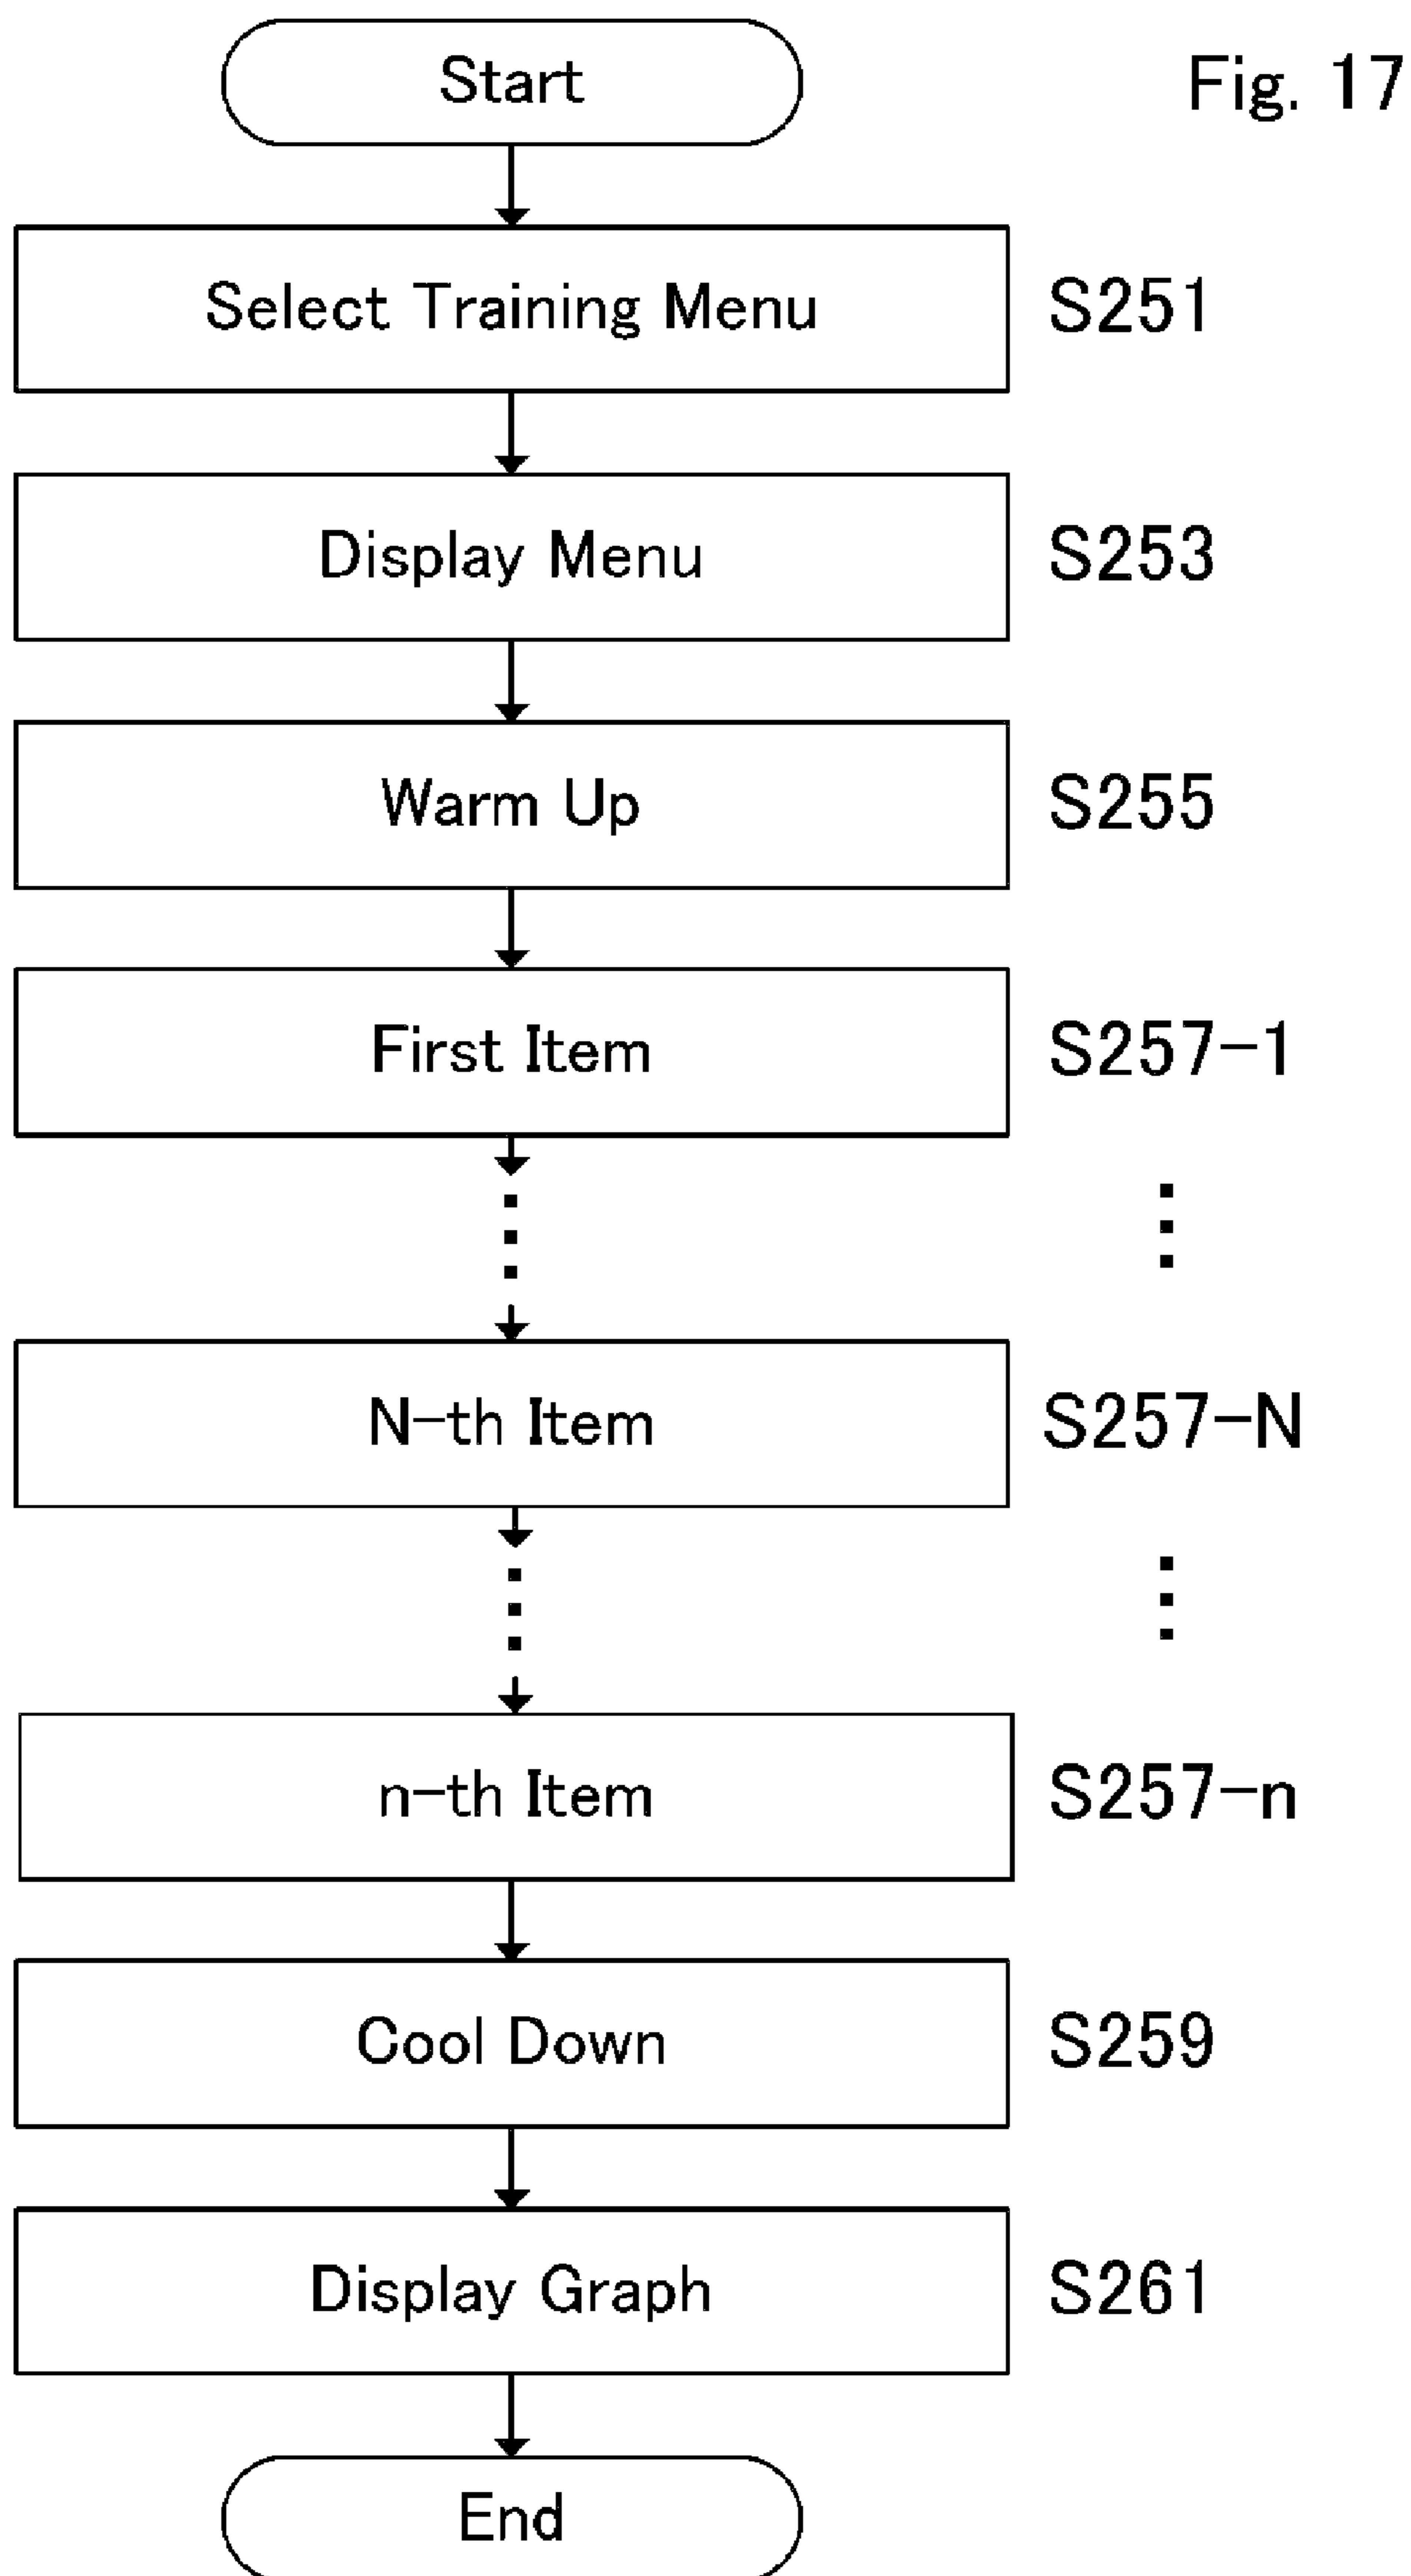 Start
Fig. 17
Select Training Menu
S251
Display Menu
S253
Warm Up
S255
First Item
S257-1
N-th Item
S257-N
n-th Item
S257-n
Cool Down
S259
Display Graph
S261
End